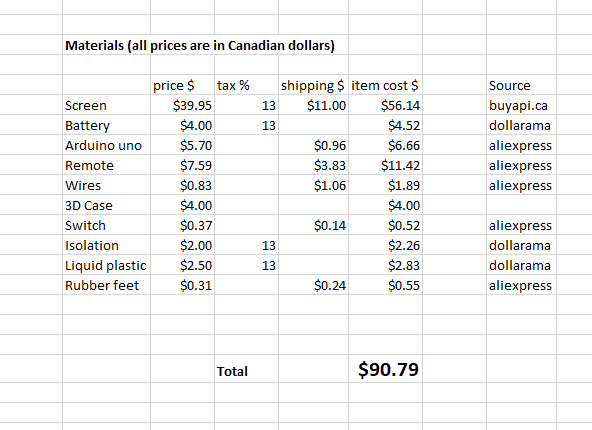 Materials (all prices are in Canadian dollars)
price $ tax % shipping $ item cost $ Source
Screen $39.95 13 $11.00 $56.14 buyapi.ca
Battery $4.00 13 $4.52 dollarama
Arduino uno $5.70 $0.96 $6.66 aliexpress
Remote $7.59 $3.83 $11.42 aliexpress
Wires $0.83 $1.06 $1.89 aliexpress
3D Case $4.00 $4.00
Switch $0.37 $0.14 $0.52 aliexpress
Isolation $2.00 13 $2.26 dollarama
Liquid plastic $2.50 13 $2.83 dollarama
Rubber feet $0.31 $0.24 $0.55 aliexpress
Total $90.79